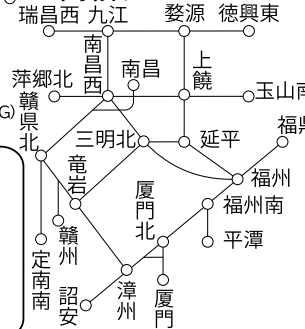 瑞昌西
九江
婺源
徳興東
南昌西
南昌
上饒
萍郷北
玉山南
G)
贛県北
三明北
延平
福県
竜岩
福州
厦門北
福州南
贛州
平潭
定南南
詔安
漳州
厦門